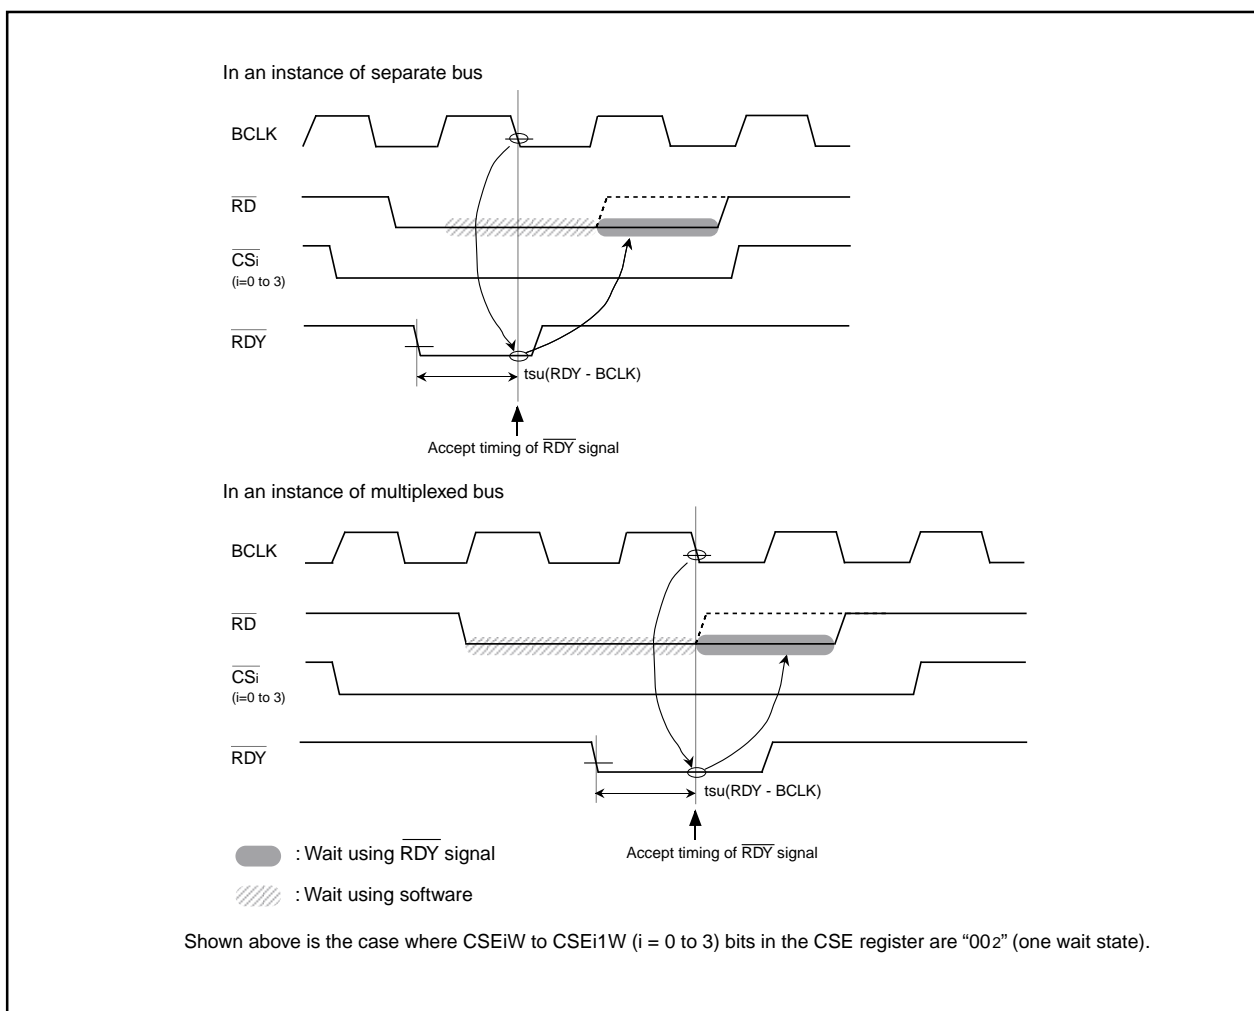 In an instance of separate bus
BCLK
RD
CSi
(i=0 to 3)
RDY
tsu(RDY - BCLK)
Accept timing of RDY signal
In an instance of multiplexed bus
BCLK
RD
CSi
(i=0 to 3)
RDY
tsu(RDY - BCLK)
: Wait using RDY signal
Accept timing of RDY signal
: Wait using software
Shown above is the case where CSEiW to CSEi1W (i = 0 to 3) bits in the CSE register are “002” (one wait state).